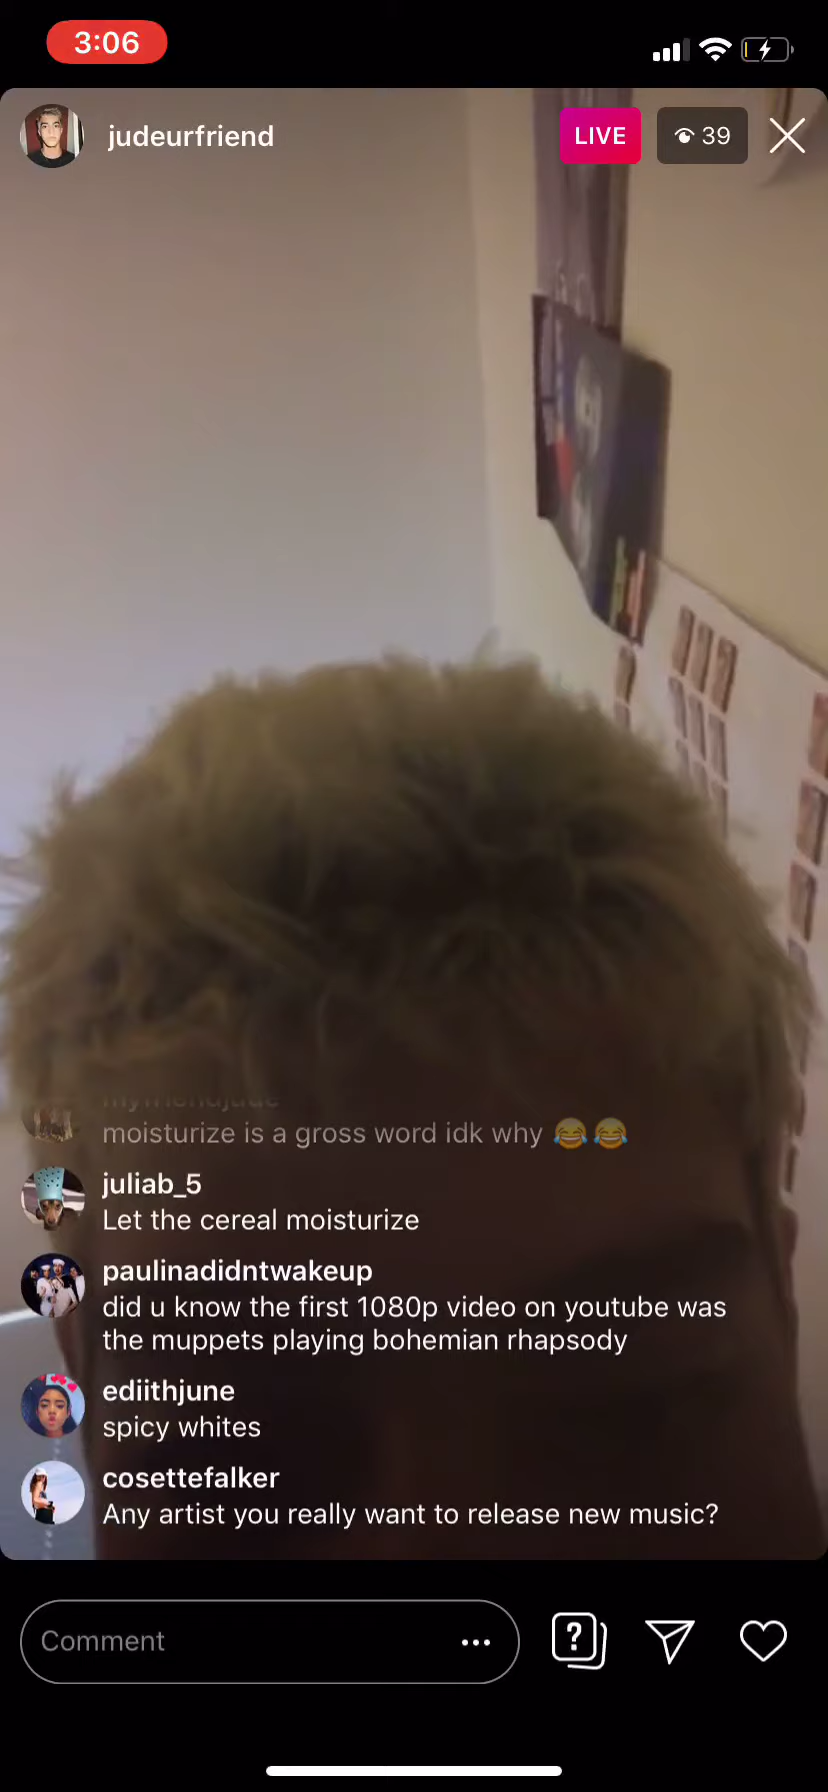 3:06
judeurfriend
LIVE
39
myfriendjude
moisturize is a gross word idk why 😂😂
juliab_5
Let the cereal moisturize
paulinadidntwakeup
did u know the first 1080p video on youtube was
the muppets playing bohemian rhapsody
ediithjune
spicy whites
cosettefalker
Any artist you really want to release new music?
Comment